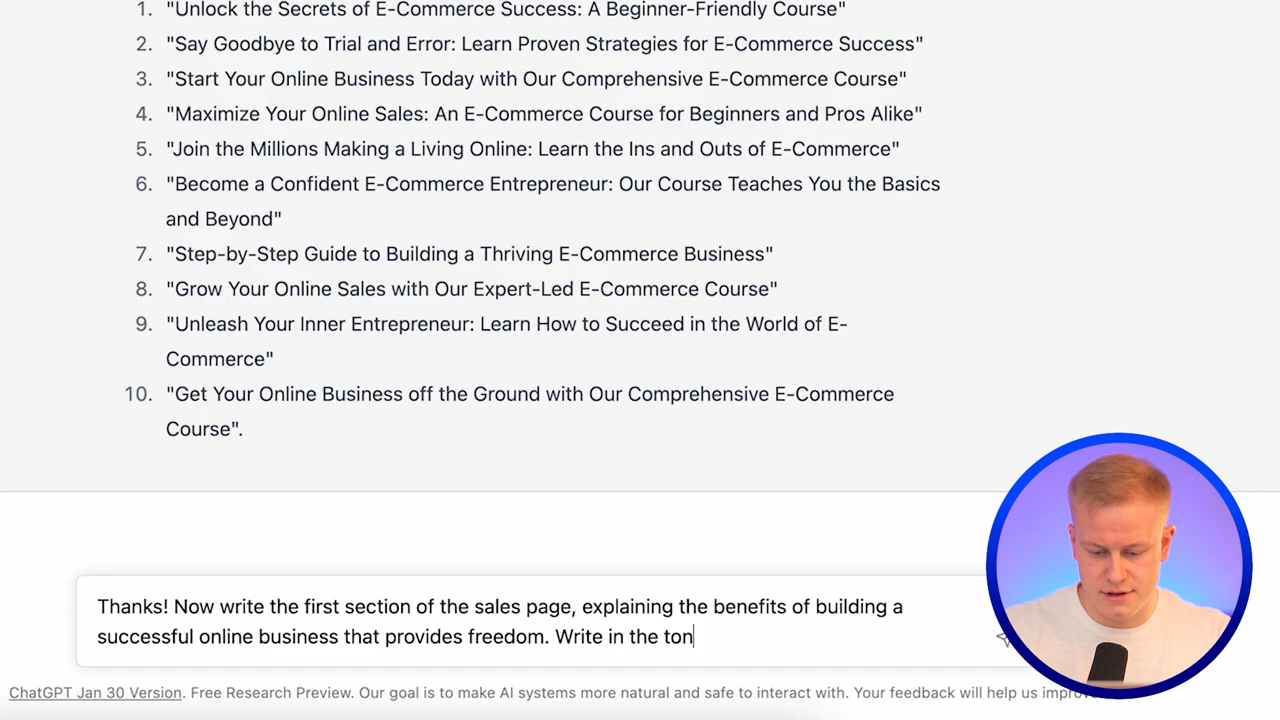 1. "Unlock the Secrets of E-Commerce Success: A Beginner-Friendly Course"
2. "Say Goodbye to Trial and Error: Learn Proven Strategies for E-Commerce Success"
3. "Start Your Online Business Today with Our Comprehensive E-Commerce Course"
4. "Maximize Your Online Sales: An E-Commerce Course for Beginners and Pros Alike"
5. "Join the Millions Making a Living Online: Learn the Ins and Outs of E-Commerce"
6. "Become a Confident E-Commerce Entrepreneur: Our Course Teaches You the Basics
and Beyond"
7. "Step-by-Step Guide to Building a Thriving E-Commerce Business"
8. "Grow Your Online Sales with Our Expert-Led E-Commerce Course"
9. "Unleash Your Inner Entrepreneur: Learn How to Succeed in the World of E-
Commerce"
10. "Get Your Online Business off the Ground with Our Comprehensive E-Commerce
Course".
Thanks! Now write the first section of the sales page, explaining the benefits of building a
successful online business that provides freedom. Write in the ton
ChatGPT Jan 30 Version. Free Research Preview. Our goal is to make AI systems more natural and safe to interact with. Your feedback will help us